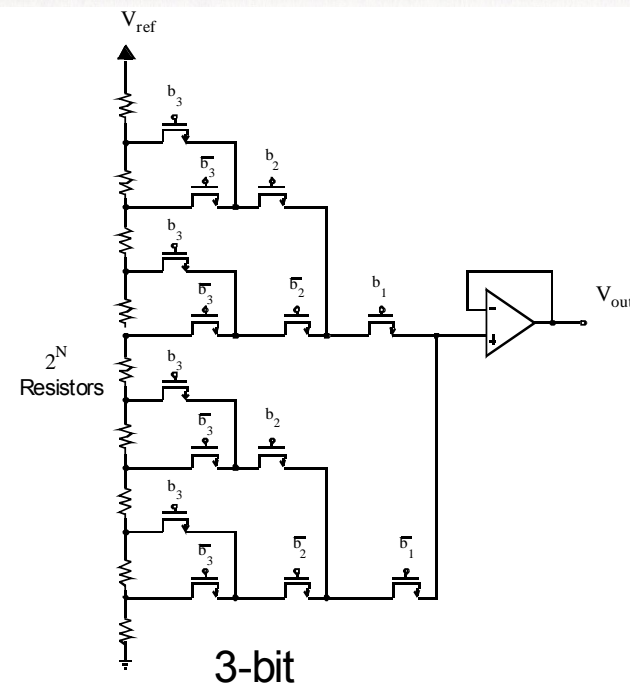 V_ref
b_3
b̅_3
b_2
b_3
b̅_3
b̅_2
b_1
V_out
2^N
Resistors
b_3
b̅_3
b_2
b_3
b̅_3
b̅_2
b̅_1
-
+
3-bit